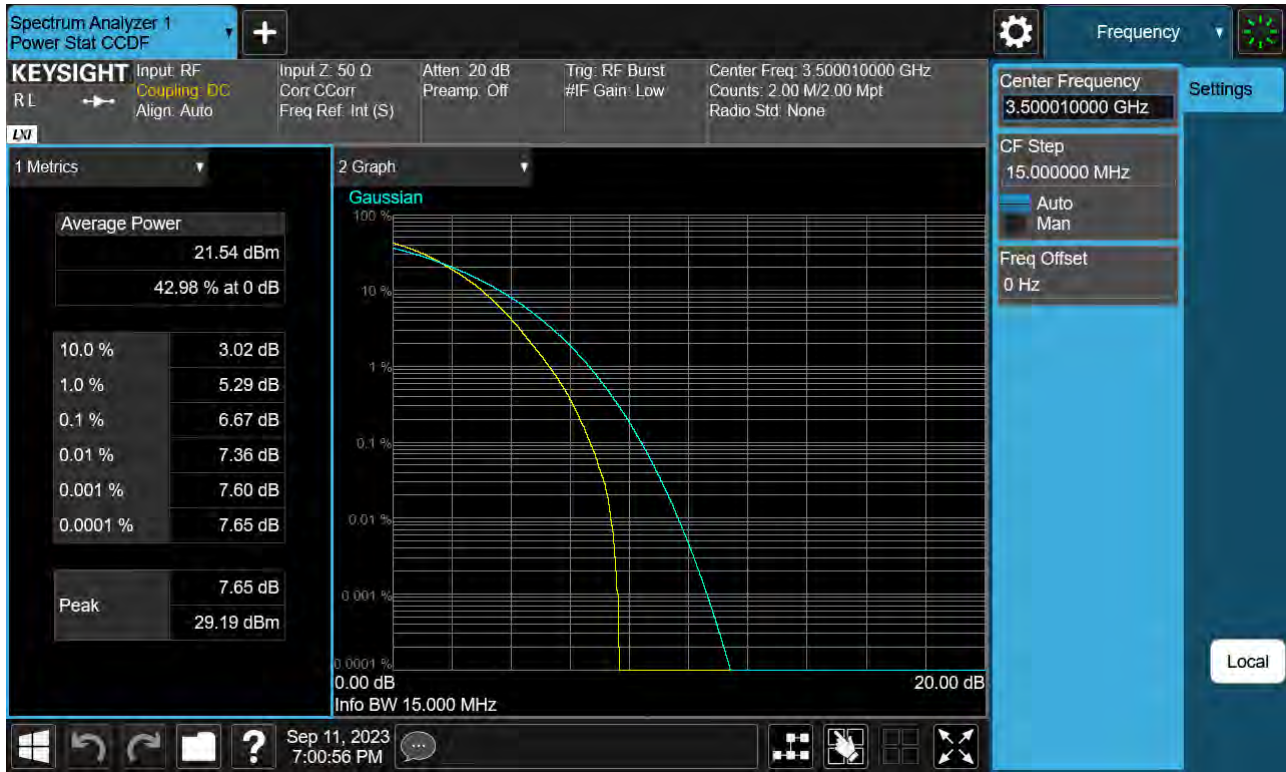 Spectrum Analyzer 1
Power Stat CCDF
+
Frequency
KEYSIGHT
RL
LXI
Input: RF
Coupling: DC
Align: Auto
Input Z: 50 Ω
Corr CCorr
Freq Ref: Int (S)
Atten: 20 dB
Preamp: Off
Trig: RF Burst
#IF Gain: Low
Center Freq: 3.500010000 GHz
Counts: 2.00 M/2.00 Mpt
Radio Std: None
Center Frequency
3.500010000 GHz
Settings
CF Step
15.000000 MHz
Auto
Man
Freq Offset
0 Hz
1 Metrics
Average Power
21.54 dBm
42.98 % at 0 dB
10.0 % 3.02 dB
1.0 % 5.29 dB
0.1 % 6.67 dB
0.01 % 7.36 dB
0.001 % 7.60 dB
0.0001 % 7.65 dB
Peak
7.65 dB
29.19 dBm
2 Graph
Gaussian
100 %
10 %
1 %
0.1 %
0.01 %
0.001 %
0.0001 %
0.00 dB
20.00 dB
Info BW 15.000 MHz
Local
?
Sep 11, 2023
7:00:56 PM